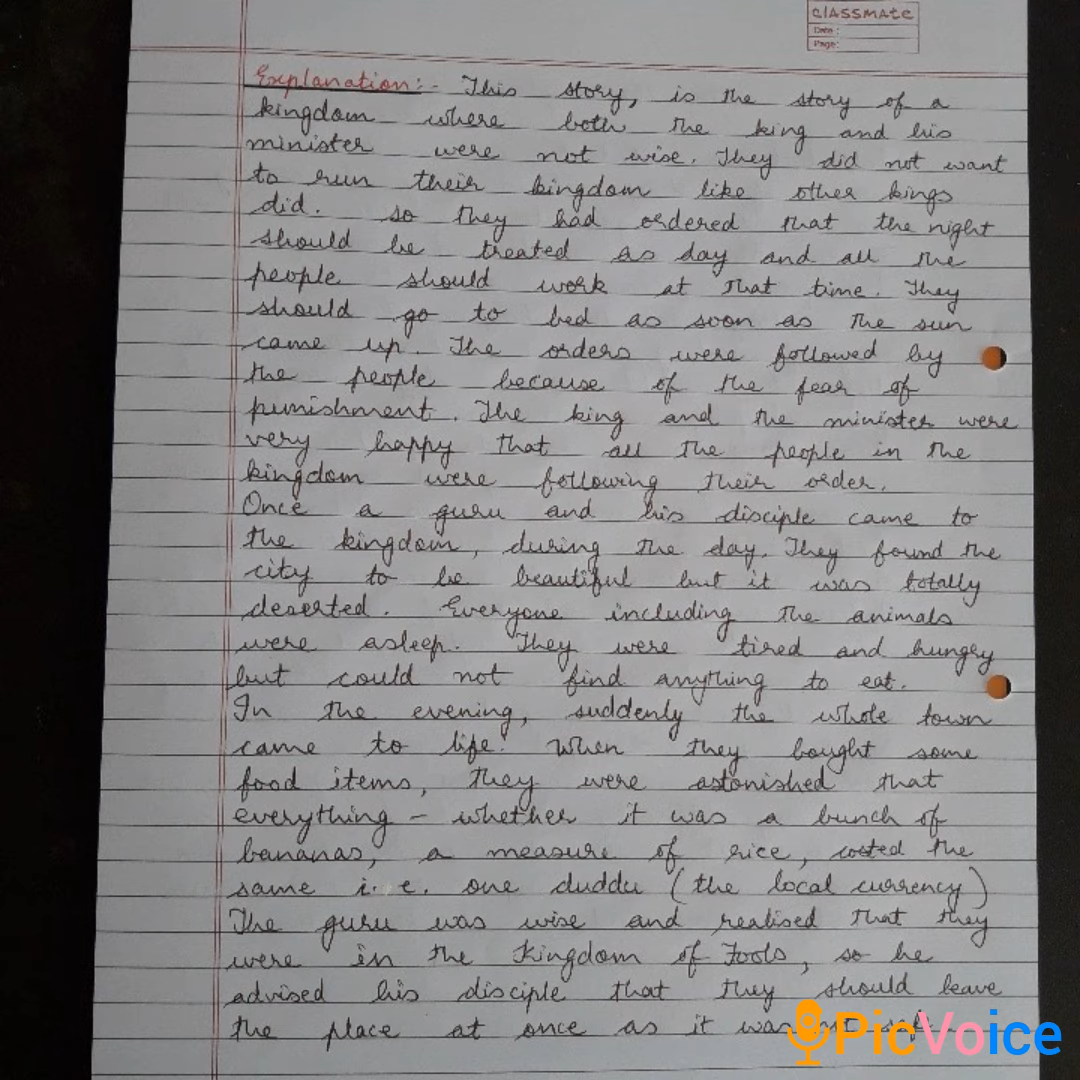 classmate
Date :
Page:
Explanation:- This story, is the story of a
kingdom where both the king and his
minister were not wise. They did not want
to run their kingdom like other kings
did. so they had ordered that the night
should be treated as day and all the
people should work at that time. They
should go to bed as soon as the sun
came up. The orders were followed by
the people because of the fear of
punishment. The king and the minister were
very happy that all the people in the
kingdom were following their order.
Once a guru and his disciple came to
the kingdom, during the day. They found the
city to be beautiful but it was totally
deserted. Everyone including the animals
were asleep. They were tired and hungry
but could not find anything to eat.
In the evening, suddenly the whole town
came to life. When they bought some
food items, they were astonished that
everything - whether it was a bunch of
bananas, a measure of rice, costed the
same i.e. one duddu (the local currency)
The guru was wise and realised that they
were in the Kingdom of Fools, so he
advised his disciple that they should leave
the place at once as it was
PicVoice